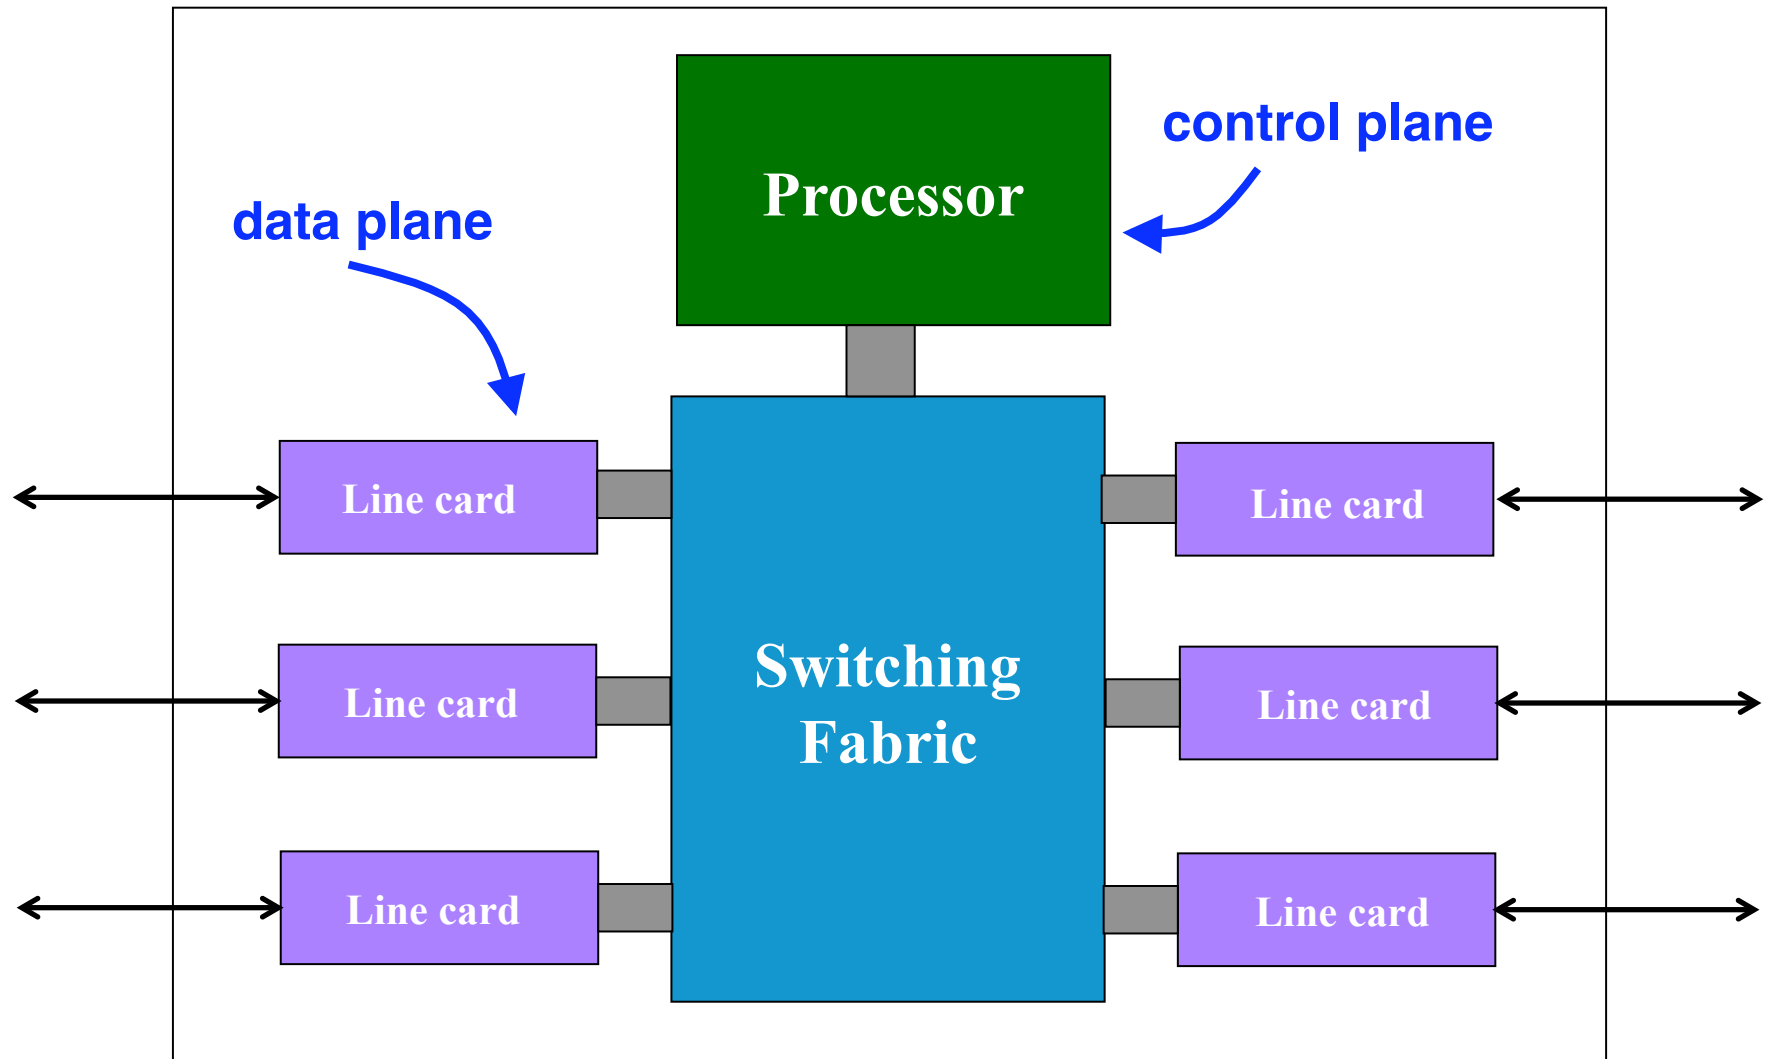 control plane
Processor
data plane
Line card
Line card
Switching
Fabric
Line card
Line card
Line card
Line card